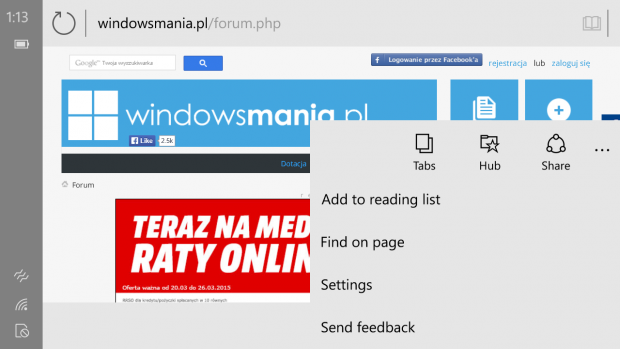 1:13
windowsmania.pl/forum.php
Google™ Twoja wyszukiwarka
Logowanie przez Facebook'a
rejestracja lub zaloguj się
windowsmania.pl
Like 2.5k
Tabs
Hub
Share
Dotacja
Forum
Add to reading list
TERAZ NA MED
RATY ONLIN
Find on page
Settings
Oferta ważna od 20.03 do 26.03.2015
Send feedback